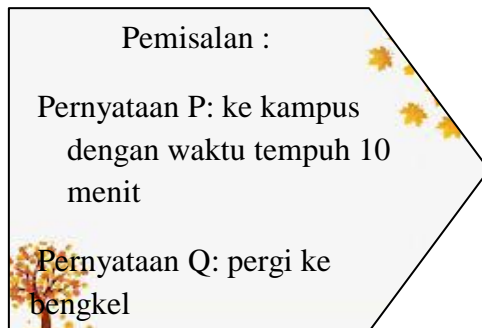 Pemisalan :
Pernyataan P: ke kampus
dengan waktu tempuh 10
menit
Pernyataan Q: pergi ke
bengkel